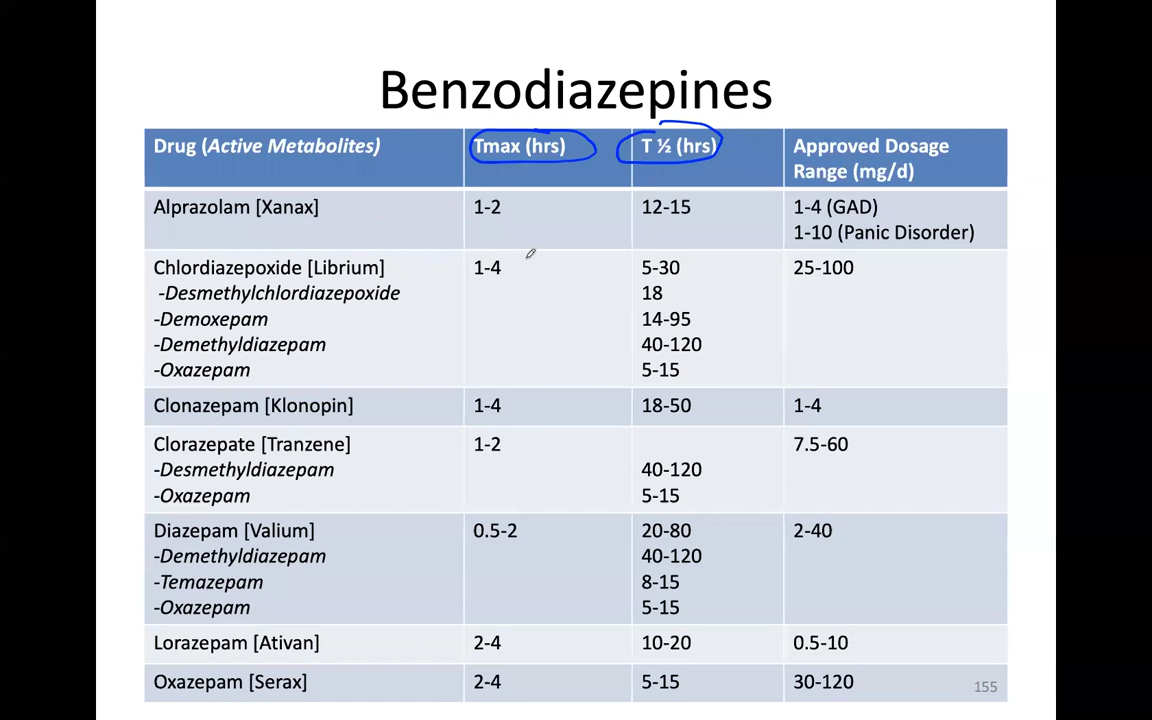 Benzodiazepines
Drug (Active Metabolites) Tmax (hrs) T ½ (hrs) Approved Dosage
Range (mg/d)
Alprazolam [Xanax] 1-2 12-15 1-4 (GAD)
1-10 (Panic Disorder)
Chlordiazepoxide [Librium] 1-4 5-30 25-100
-Desmethylchlordiazepoxide 18
-Demoxepam 14-95
-Demethyldiazepam 40-120
-Oxazepam 5-15
Clonazepam [Klonopin] 1-4 18-50 1-4
Clorazepate [Tranzene] 1-2 7.5-60
-Desmethyldiazepam 40-120
-Oxazepam 5-15
Diazepam [Valium] 0.5-2 20-80 2-40
-Demethyldiazepam 40-120
-Temazepam 8-15
-Oxazepam 5-15
Lorazepam [Ativan] 2-4 10-20 0.5-10
Oxazepam [Serax] 2-4 5-15 30-120
155